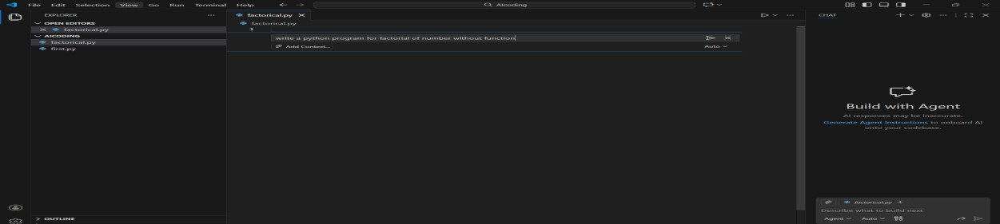 File Edit Selection View Go Run Terminal Help
AIcoding
EXPLORER
OPEN EDITORS
factorical.py
AICODING
factorical.py
first.py
OUTLINE
factorical.py
factorical.py
1
write a python program for factorial of number without function
Add Context...
Auto
CHAT
Build with Agent
AI responses may be inaccurate.
Generate Agent Instructions to onboard AI
onto your codebase.
factorical.py
Describe what to build next
Agent Auto